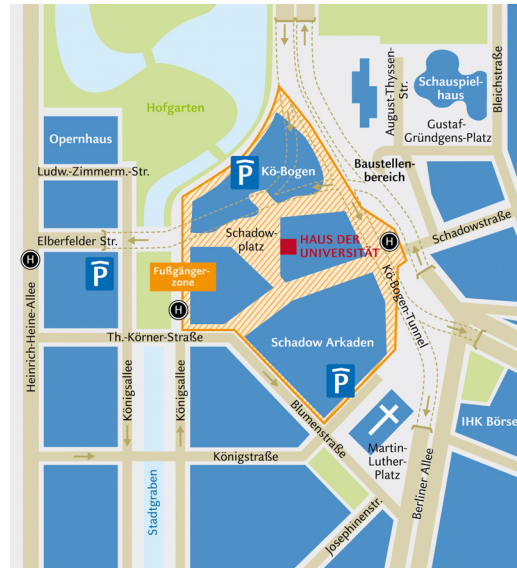 Hofgarten
Opernhaus
Ludw.-Zimmerm.-Str.
Elberfelder Str.
H
P
P
Kö-Bogen
August-Thyssen-
Str.
Schauspiel-
haus
Gustaf-
Gründgens-Platz
Bleichstraße
Baustellen-
bereich
Schadowstraße
Schadow-
platz
HAUS DER
UNIVERSITÄT
H
Kö-Bogen-Tunnel
Fußgänger-
zone
H
Heinrich-Heine-Allee
Th.-Körner-Straße
Königsallee
Königsallee
Schadow Arkaden
P
Blumenstraße
Martin-
Luther-
Platz
IHK Börse
Berliner Allee
Königstraße
Stadtgraben
Josephinenstr.